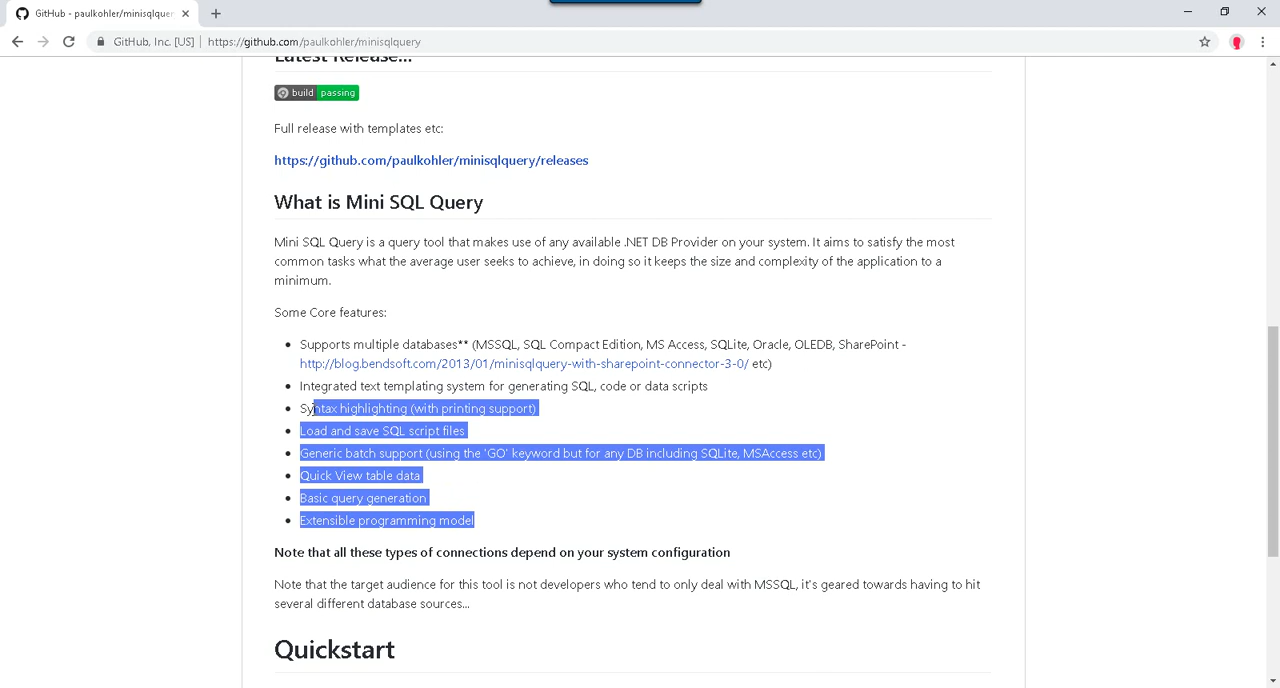 GitHub - paulkohler/minisqlquer
GitHub, Inc. [US] | https://github.com/paulkohler/minisqlquery
Latest Release...
build passing
Full release with templates etc:
https://github.com/paulkohler/minisqlquery/releases
What is Mini SQL Query
Mini SQL Query is a query tool that makes use of any available .NET DB Provider on your system. It aims to satisfy the most
common tasks what the average user seeks to achieve, in doing so it keeps the size and complexity of the application to a
minimum.
Some Core features:
Supports multiple databases** (MSSQL, SQL Compact Edition, MS Access, SQLite, Oracle, OLEDB, SharePoint -
http://blog.bendsoft.com/2013/01/minisqlquery-with-sharepoint-connector-3-0/ etc)
Integrated text templating system for generating SQL, code or data scripts
Syntax highlighting (with printing support)
Load and save SQL script files
Generic batch support (using the 'GO' keyword but for any DB including SQLite, MSAccess etc)
Quick View table data
Basic query generation
Extensible programming model
Note that all these types of connections depend on your system configuration
Note that the target audience for this tool is not developers who tend to only deal with MSSQL, it's geared towards having to hit
several different database sources...
Quickstart